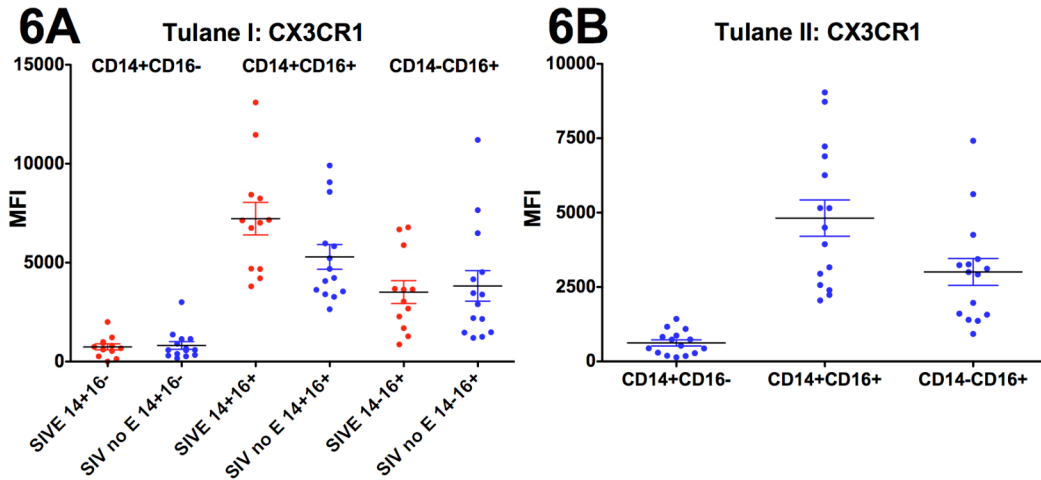 6A
Tulane I: CX3CR1
CD14+CD16-
CD14+CD16+
CD14-CD16+
15000
10000
5000
0
MFI
SIVE 14+16-
SIV no E 14+16-
SIVE 14+16+
SIV no E 14+16+
SIVE 14-16+
SIV no E 14-16+
6B
Tulane II: CX3CR1
10000
7500
5000
2500
0
MFI
CD14+CD16-
CD14+CD16+
CD14-CD16+